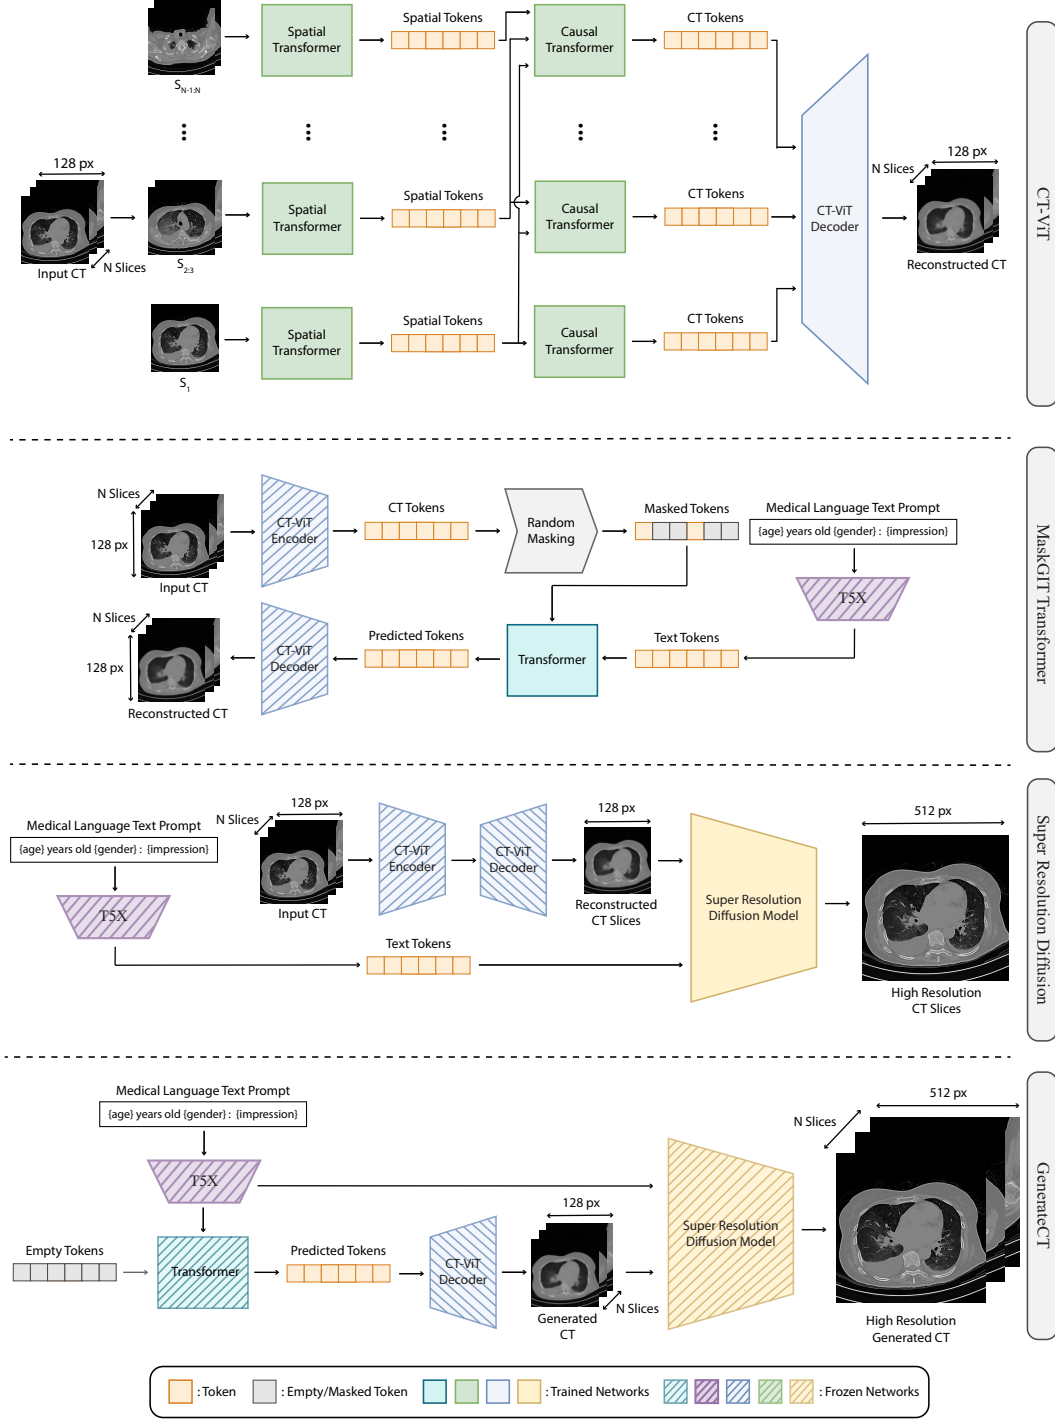 Spatial Tokens
CT Tokens
Spatial
Transformer
Causal
Transformer
S_{N-1:N}
128 px
N Slices
128 px
Spatial Tokens
CT Tokens
Spatial
Transformer
Causal
Transformer
CT-ViT
Decoder
Input CT
N Slices
S_{2:3}
Reconstructed CT
Spatial Tokens
CT Tokens
Spatial
Transformer
Causal
Transformer
S_1
CT-ViT
N Slices
128 px
Input CT
CT-ViT
Encoder
CT Tokens
Random
Masking
Masked Tokens
Medical Language Text Prompt
{age} years old {gender} : {impression}
T5X
N Slices
128 px
Reconstructed CT
CT-ViT
Decoder
Predicted Tokens
Transformer
Text Tokens
MaskGIT Transformer
Medical Language Text Prompt
{age} years old {gender} : {impression}
T5X
N Slices
128 px
Input CT
CT-ViT
Encoder
CT-ViT
Decoder
128 px
Reconstructed
CT Slices
Text Tokens
Super Resolution
Diffusion Model
512 px
High Resolution
CT Slices
Super Resolution Diffusion
Medical Language Text Prompt
{age} years old {gender} : {impression}
T5X
Empty Tokens
Transformer
Predicted Tokens
CT-ViT
Decoder
128 px
N Slices
Generated
CT
Super Resolution
Diffusion Model
512 px
N Slices
High Resolution
Generated CT
GenerateCT
: Token
: Empty/Masked Token
: Trained Networks
: Frozen Networks